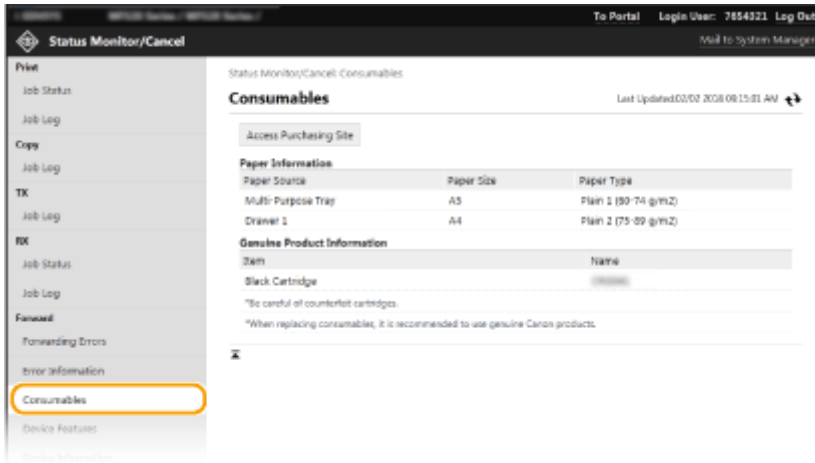 To Portal Login User: 7654321 Log Out
Status Monitor/Cancel
Mail to System Manager
Print
Job Status
Job Log
Copy
Job Log
TX
Job Log
RX
Job Status
Job Log
Forward
Forwarding Errors
Error Information
Consumables
Device Features
Status Monitor/Cancel: Consumables
Consumables
Last Updated:02/02 2018 09:15:01 AM
Access Purchasing Site
Paper Information
Paper Source Paper Size Paper Type
Multi-Purpose Tray A5 Plain 1 (60-74 g/m2)
Drawer 1 A4 Plain 2 (75-89 g/m2)
Genuine Product Information
Item Name
Black Cartridge
*Be careful of counterfeit cartridges.
*When replacing consumables, it is recommended to use genuine Canon products.